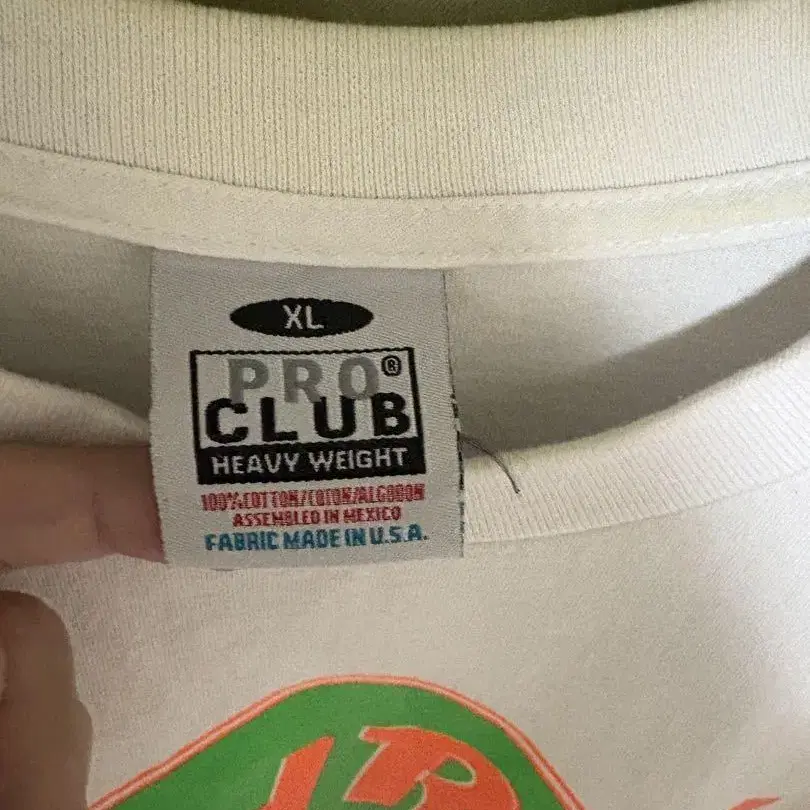 XL
PRO®
CLUB
HEAVY WEIGHT
100%COTTON/COTON/ALGODON
ASSEMBLED IN MEXICO
FABRIC MADE IN U.S.A.